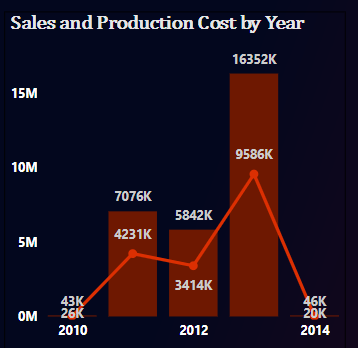 Sales and Production Cost by Year
16352K
15M
10M
9586K
7076K
5842K
4231K
5M
3414K
43K
46K
26K
20K
0M
2010
2012
2014